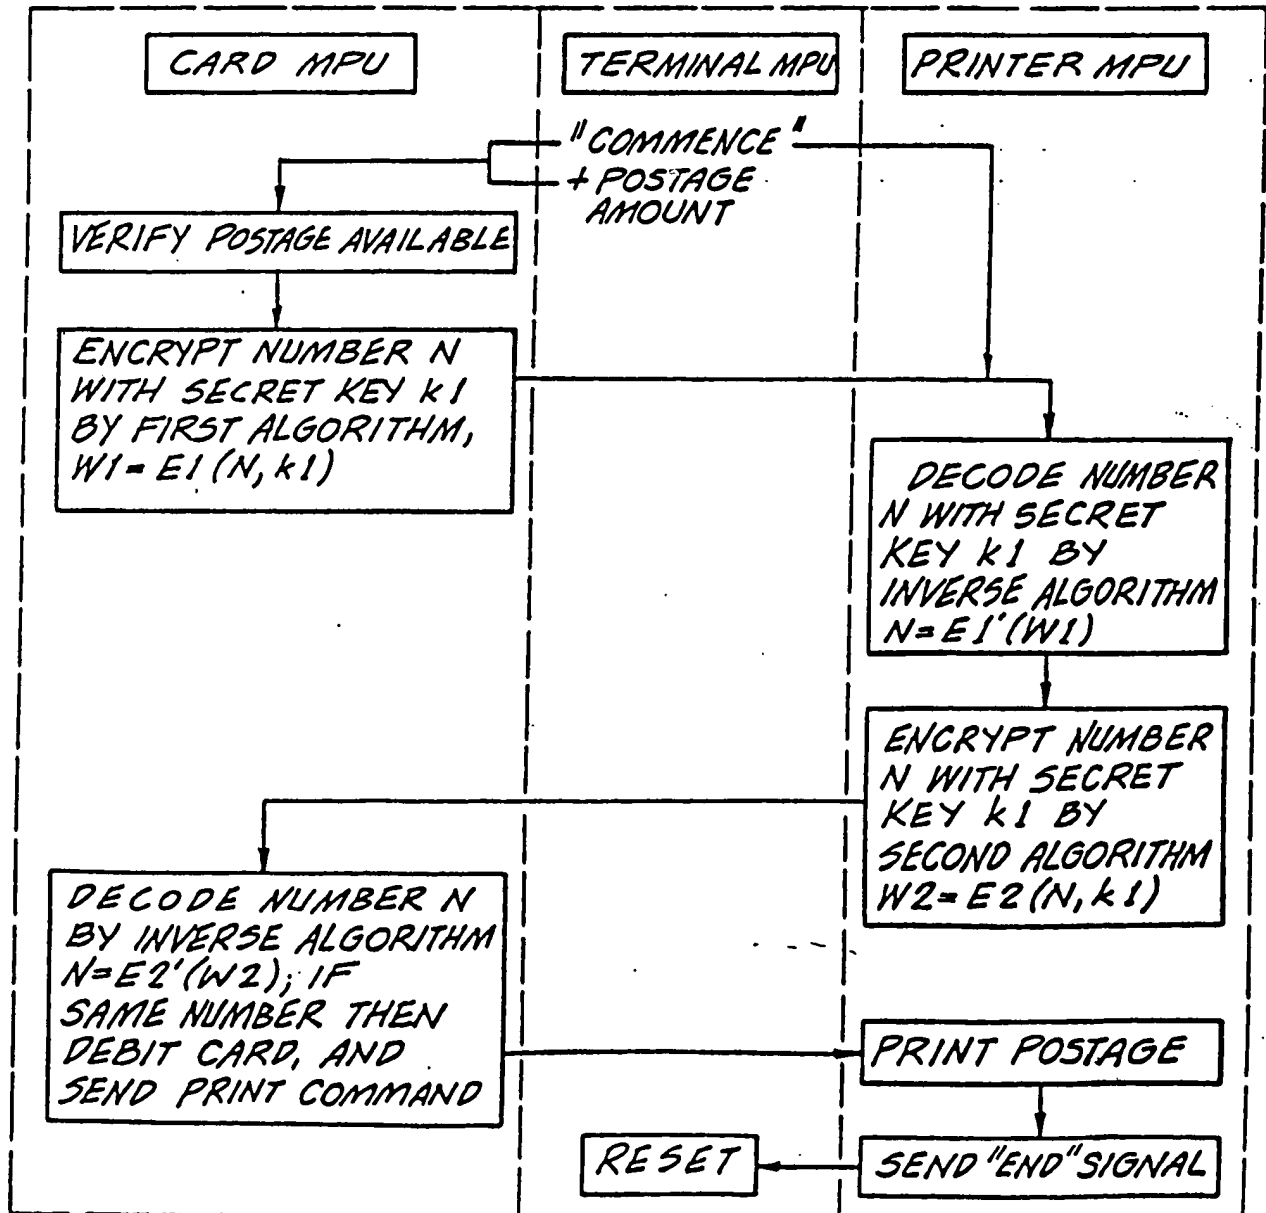 CARD MPU
TERMINAL MPU
PRINTER MPU
"COMMENCE"
+ POSTAGE
AMOUNT
VERIFY POSTAGE AVAILABLE
ENCRYPT NUMBER N
WITH SECRET KEY k1
BY FIRST ALGORITHM,
W1=E1(N,k1)
DECODE NUMBER
N WITH SECRET
KEY k1 BY
INVERSE ALGORITHM
N=E1'(W1)
ENCRYPT NUMBER
N WITH SECRET
KEY k1 BY
SECOND ALGORITHM
W2=E2(N,k1)
DECODE NUMBER N
BY INVERSE ALGORITHM
N=E2'(W2); IF
SAME NUMBER THEN
DEBIT CARD, AND
SEND PRINT COMMAND
PRINT POSTAGE
SEND "END" SIGNAL
RESET